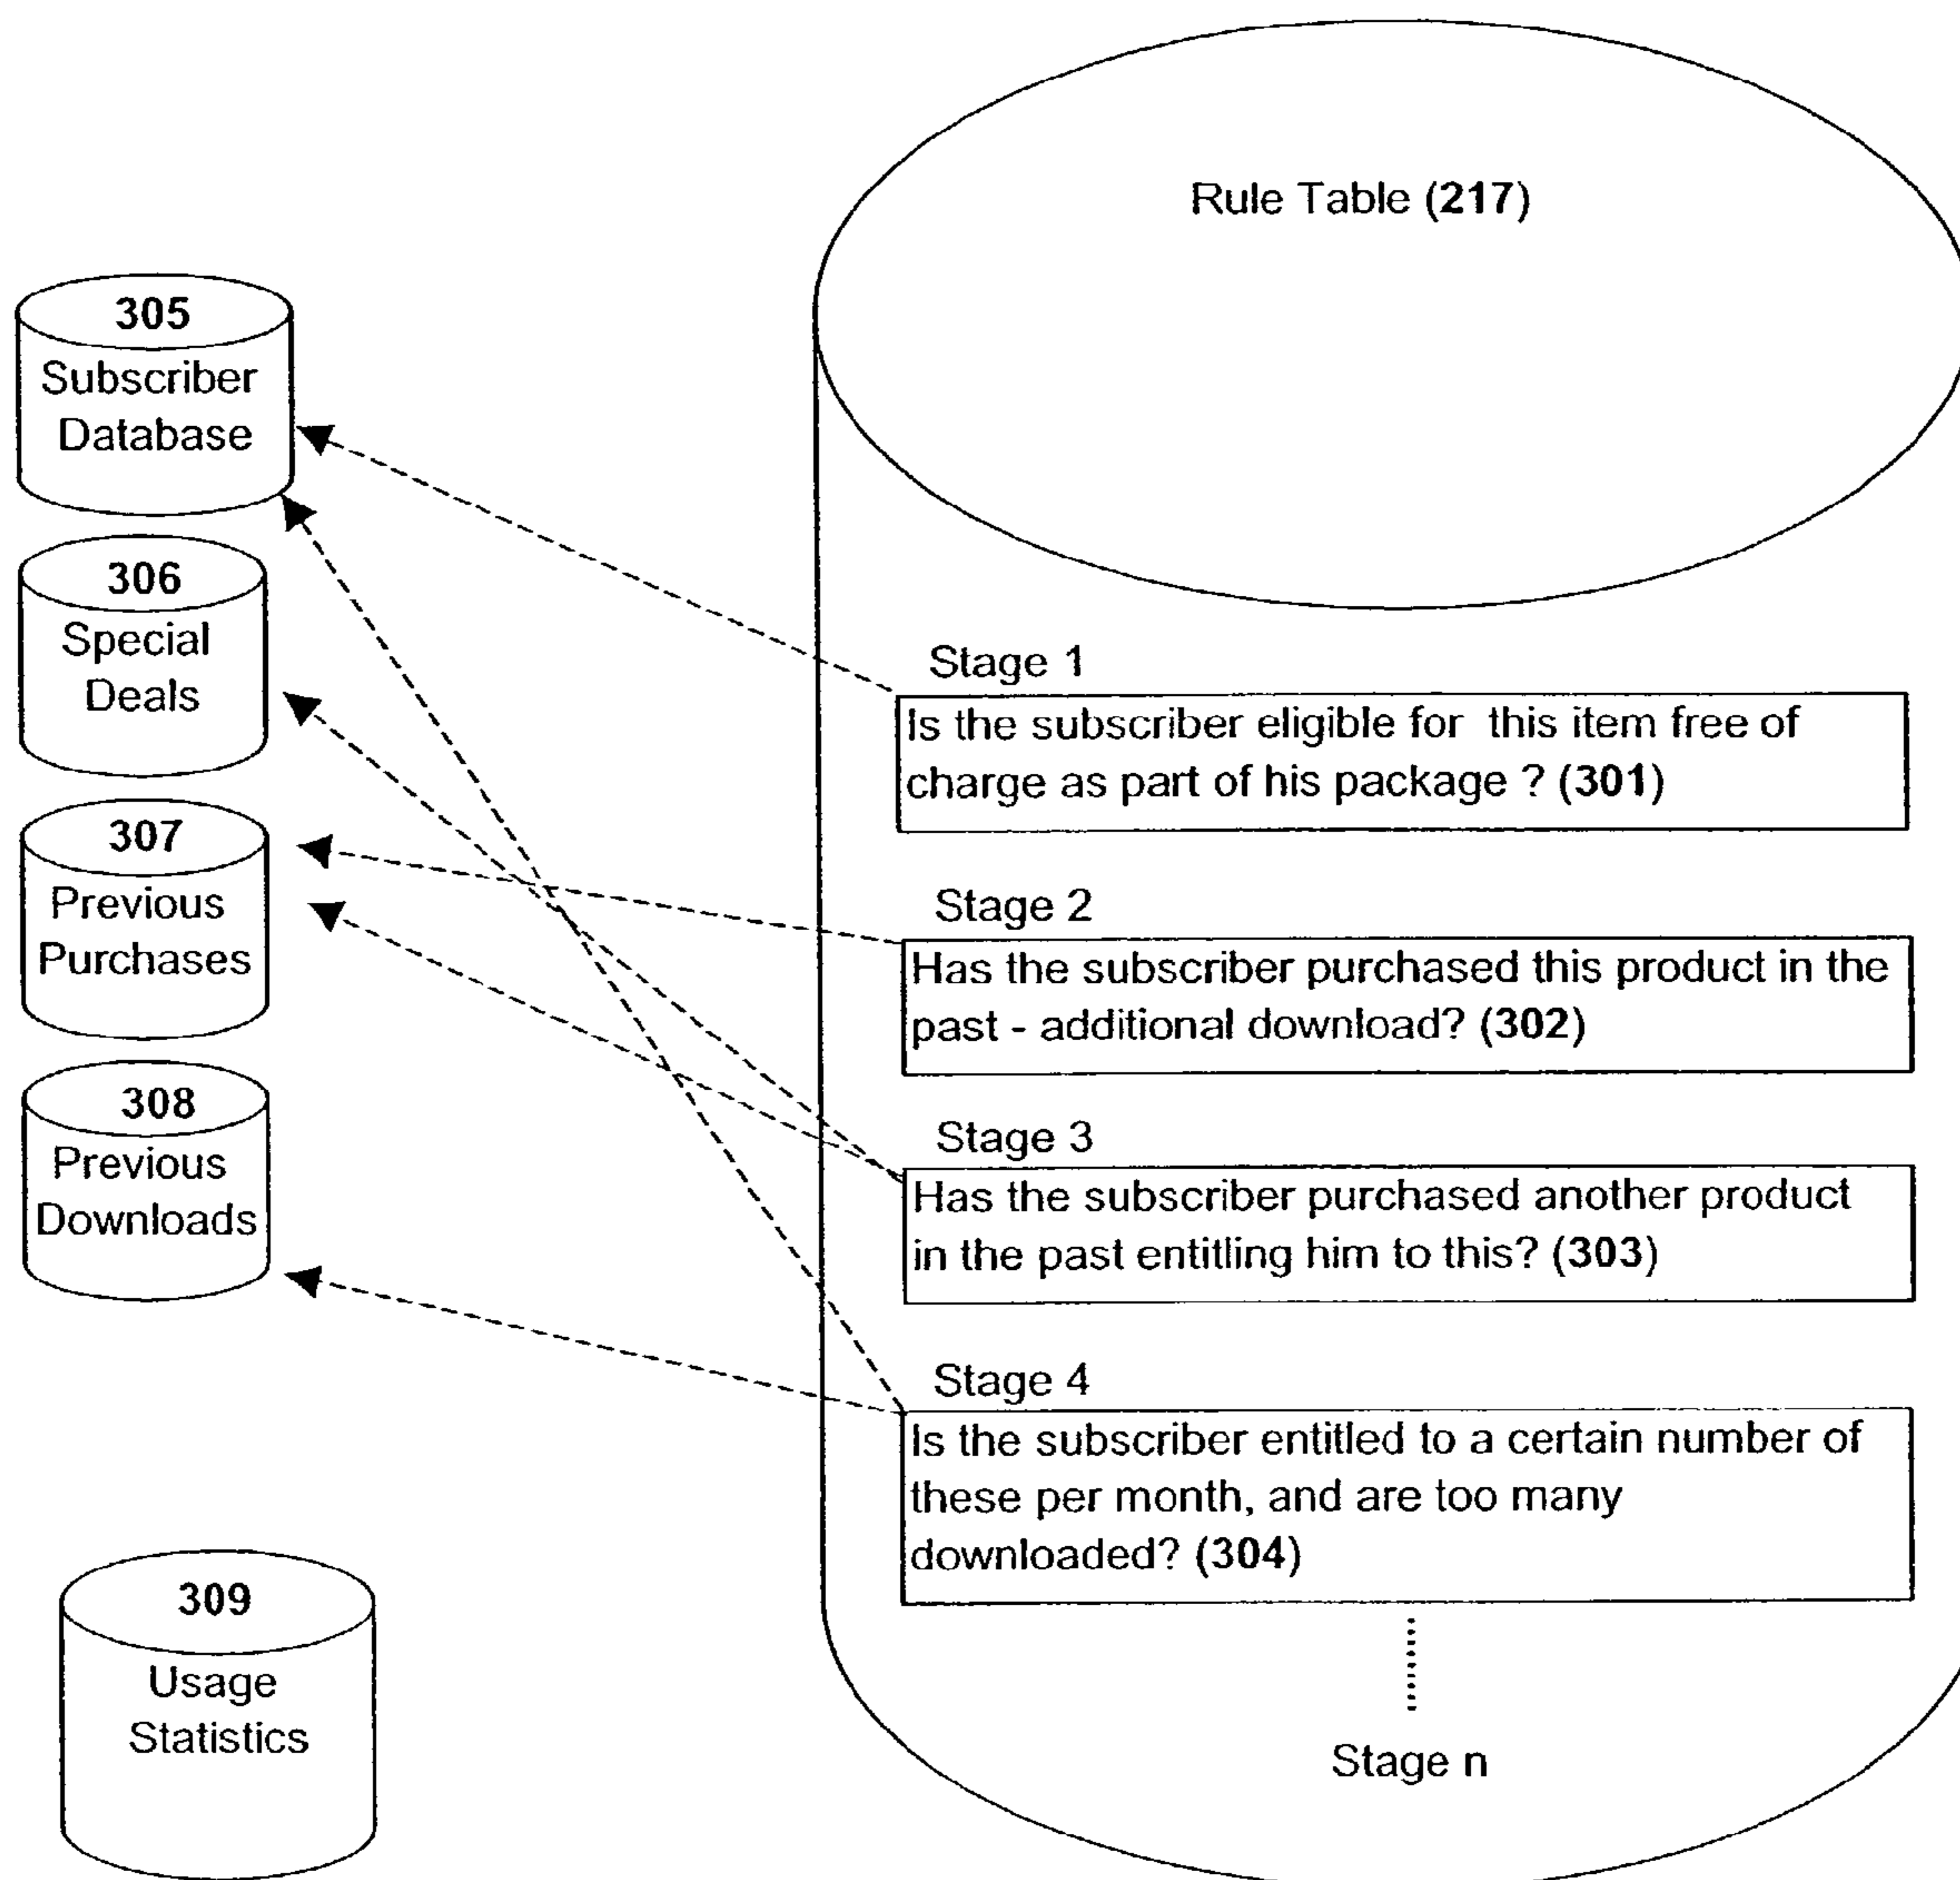 Rule Table (217)
305
Subscriber
Database
306
Special
Deals
307
Previous
Purchases
308
Previous
Downloads
309
Usage
Statistics
Stage 1
Is the subscriber eligible for this item free of
charge as part of his package ? (301)
Stage 2
Has the subscriber purchased this product in the
past - additional download? (302)
Stage 3
Has the subscriber purchased another product
in the past entitling him to this? (303)
Stage 4
Is the subscriber entitled to a certain number of
these per month, and are too many
downloaded? (304)
Stage n